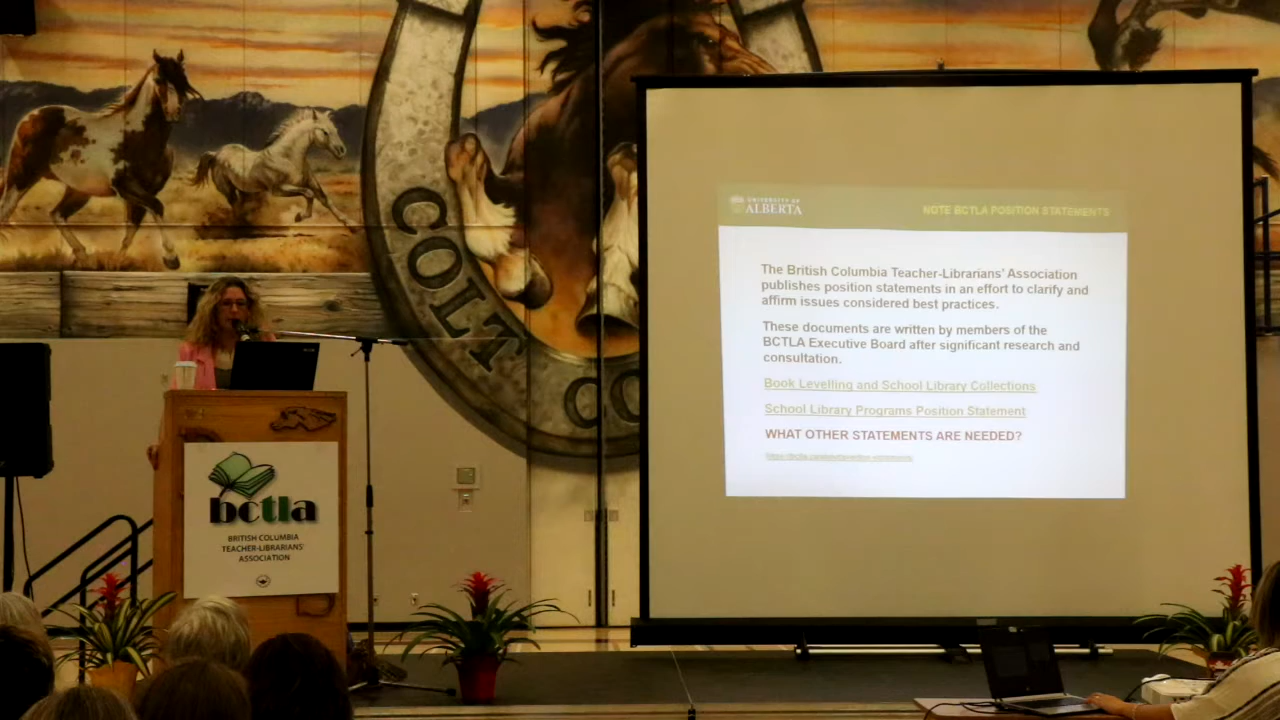 COLT
CO
bctla
BRITISH COLUMBIA
TEACHER-LIBRARIANS'
ASSOCIATION
UNIVERSITY OF
ALBERTA
NOTE BCTLA POSITION STATEMENTS
The British Columbia Teacher-Librarians' Association
publishes position statements in an effort to clarify and
affirm issues considered best practices.
These documents are written by members of the
BCTLA Executive Board after significant research and
consultation.
Book Levelling and School Library Collections
School Library Programs Position Statement
WHAT OTHER STATEMENTS ARE NEEDED?